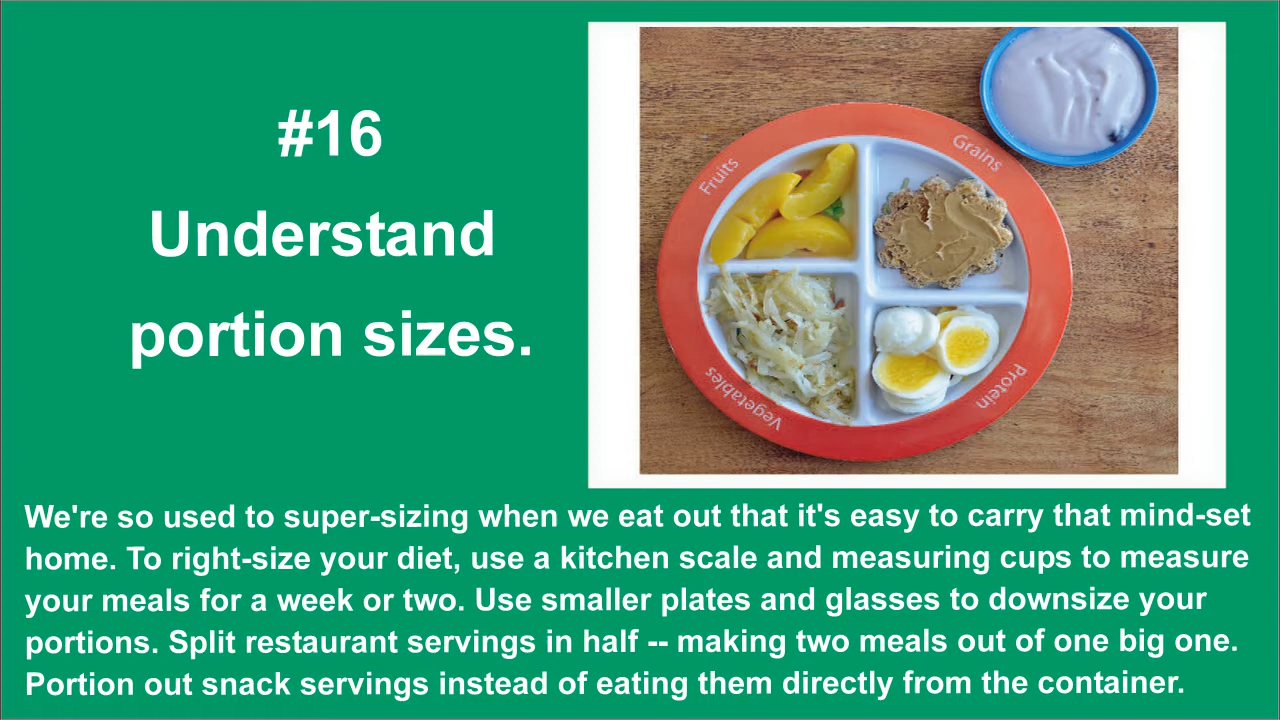 #16
Understand
portion sizes.
Fruits
Grains
Vegetables
Protein
We're so used to super-sizing when we eat out that it's easy to carry that mind-set
home. To right-size your diet, use a kitchen scale and measuring cups to measure
your meals for a week or two. Use smaller plates and glasses to downsize your
portions. Split restaurant servings in half -- making two meals out of one big one.
Portion out snack servings instead of eating them directly from the container.